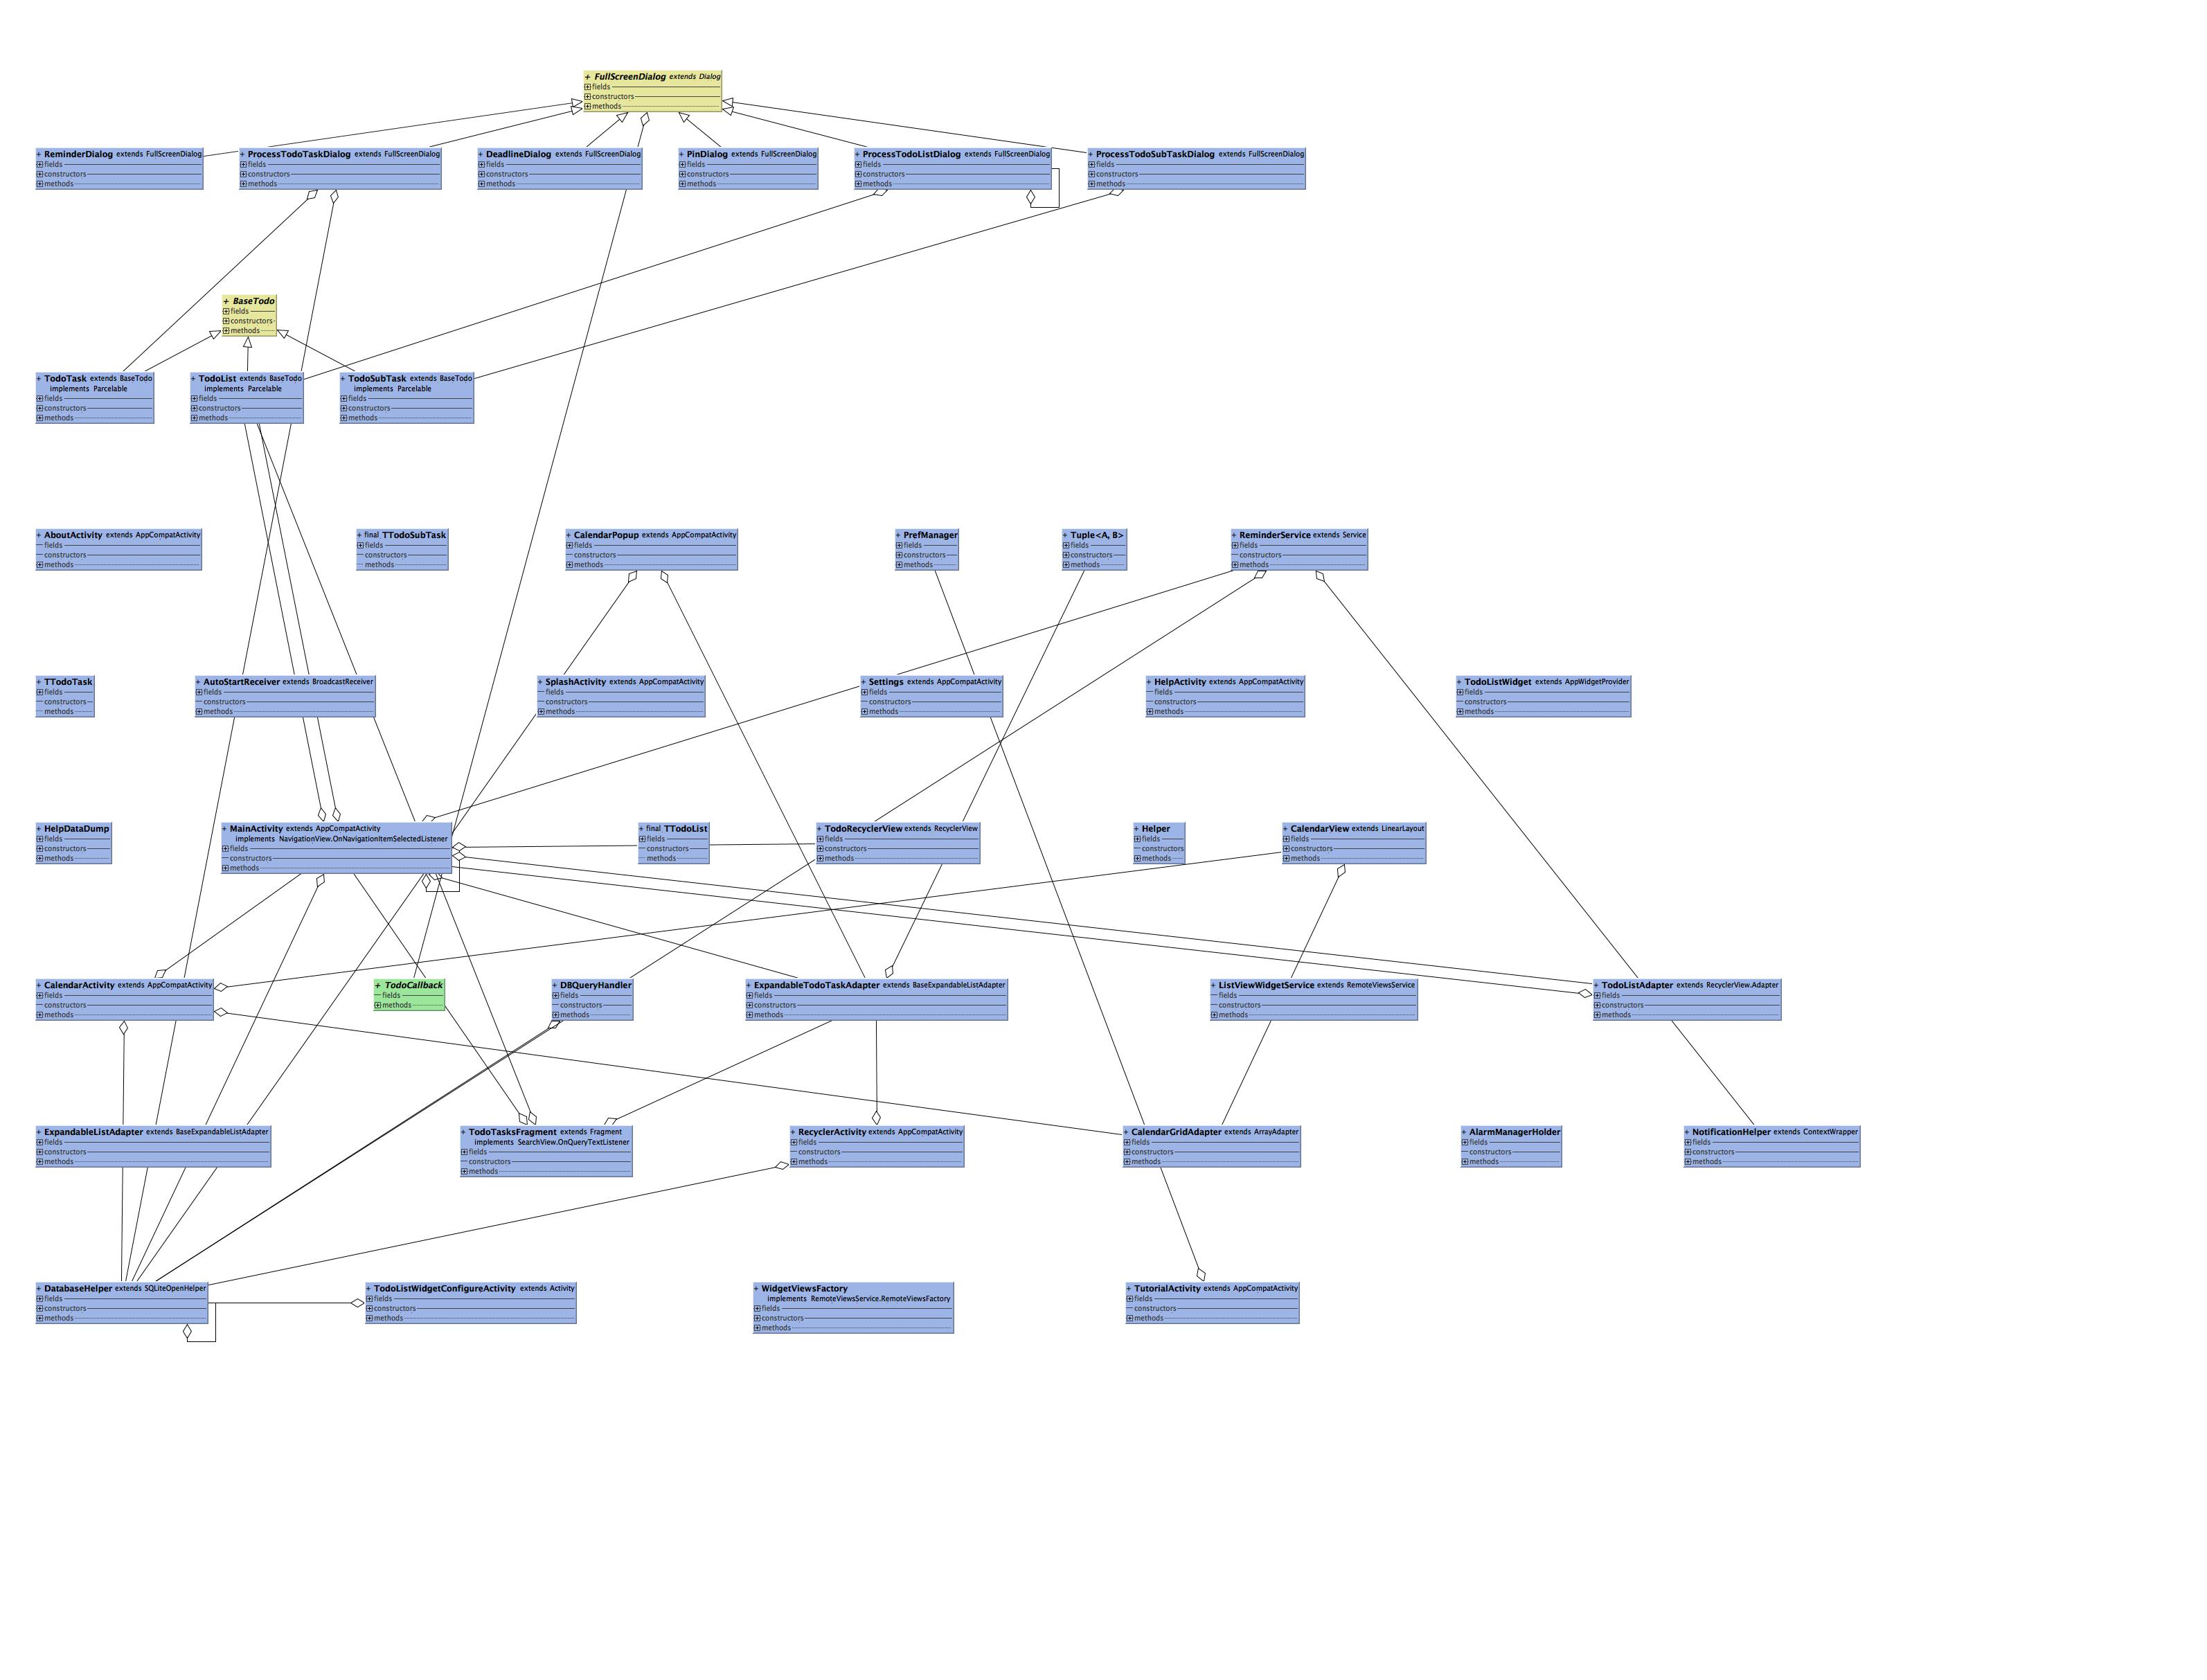 + FullScreenDialog extends Dialog
fields
constructors
methods
+ ReminderDialog extends FullScreenDialog
fields
constructors
methods
+ ProcessTodoTaskDialog extends FullScreenDialog
fields
constructors
methods
+ DeadlineDialog extends FullScreenDialog
fields
constructors
methods
+ PinDialog extends FullScreenDialog
fields
constructors
methods
+ ProcessTodoListDialog extends FullScreenDialog
fields
constructors
methods
+ ProcessTodoSubTaskDialog extends FullScreenDialog
fields
constructors
methods
+ BaseTodo
fields
constructors
methods
+ TodoTask extends BaseTodo
implements Parcelable
fields
constructors
methods
+ TodoList extends BaseTodo
implements Parcelable
fields
constructors
methods
+ TodoSubTask extends BaseTodo
implements Parcelable
fields
constructors
methods
+ AboutActivity extends AppCompatActivity
fields
constructors
methods
+ final TTodoSubTask
fields
constructors
methods
+ CalendarPopup extends AppCompatActivity
fields
constructors
methods
+ PrefManager
fields
constructors
methods
+ Tuple<A, B>
fields
constructors
methods
+ ReminderService extends Service
fields
constructors
methods
+ TTodoTask
fields
constructors
methods
+ AutoStartReceiver extends BroadcastReceiver
fields
constructors
methods
+ SplashActivity extends AppCompatActivity
fields
constructors
methods
+ Settings extends AppCompatActivity
fields
constructors
methods
+ HelpActivity extends AppCompatActivity
fields
constructors
methods
+ TodoListWidget extends AppWidgetProvider
fields
constructors
methods
+ HelpDataDump
fields
constructors
methods
+ MainActivity extends AppCompatActivity
implements NavigationView.OnNavigationItemSelectedListener
fields
constructors
methods
+ final TTodoList
fields
constructors
methods
+ TodoRecyclerView extends RecyclerView
fields
constructors
methods
+ Helper
fields
constructors
methods
+ CalendarView extends LinearLayout
fields
constructors
methods
+ CalendarActivity extends AppCompatActivity
fields
constructors
methods
+ TodoCallback
fields
methods
+ DBQueryHandler
fields
constructors
methods
+ ExpandableTodoTaskAdapter extends BaseExpandableListAdapter
fields
constructors
methods
+ ListViewWidgetService extends RemoteViewsService
fields
constructors
methods
+ TodoListAdapter extends RecyclerView.Adapter
fields
constructors
methods
+ ExpandableListAdapter extends BaseExpandableListAdapter
fields
constructors
methods
+ TodoTasksFragment extends Fragment
implements SearchView.OnQueryTextListener
fields
constructors
methods
+ RecyclerActivity extends AppCompatActivity
fields
constructors
methods
+ CalendarGridAdapter extends ArrayAdapter
fields
constructors
methods
+ AlarmManagerHolder
fields
constructors
methods
+ NotificationHelper extends ContextWrapper
fields
constructors
methods
+ DatabaseHelper extends SQLiteOpenHelper
fields
constructors
methods
+ TodoListWidgetConfigureActivity extends Activity
fields
constructors
methods
+ WidgetViewsFactory
implements RemoteViewsService.RemoteViewsFactory
fields
constructors
methods
+ TutorialActivity extends AppCompatActivity
fields
constructors
methods